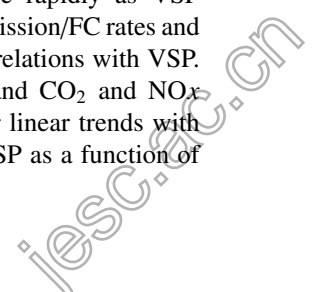 rapidly as VSP
ission/FC rates and
relations with VSP.
and CO₂ and NOx
linear trends with
SP as a function of
jesc.ac.cn